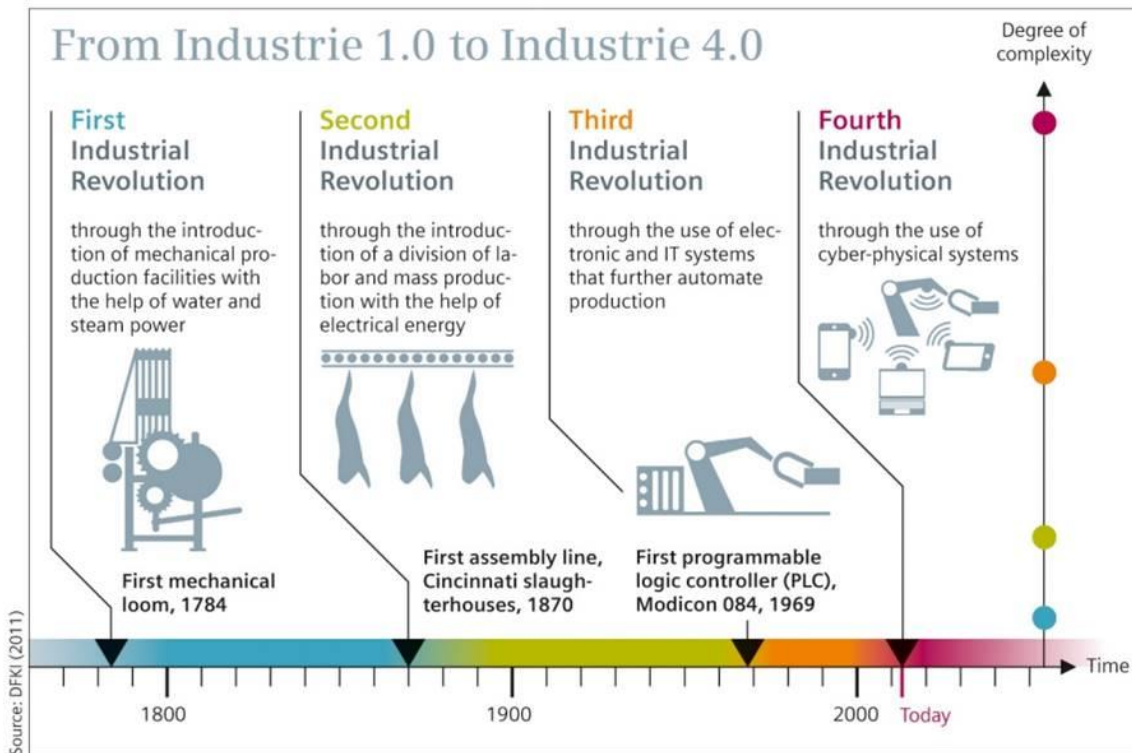 From Industrie 1.0 to Industrie 4.0
Degree of
complexity
First
Industrial
Revolution
through the introduc-
tion of mechanical pro-
duction facilities with
the help of water and
steam power
Second
Industrial
Revolution
through the introduc-
tion of a division of la-
bor and mass produc-
tion with the help of
electrical energy
Third
Industrial
Revolution
through the use of elec-
tronic and IT systems
that further automate
production
Fourth
Industrial
Revolution
through the use of
cyber-physical systems
First mechanical
loom, 1784
First assembly line,
Cincinnati slaugh-
terhouses, 1870
First programmable
logic controller (PLC),
Modicon 084, 1969
Time
1800
1900
2000
Today
Source: DFKI (2011)